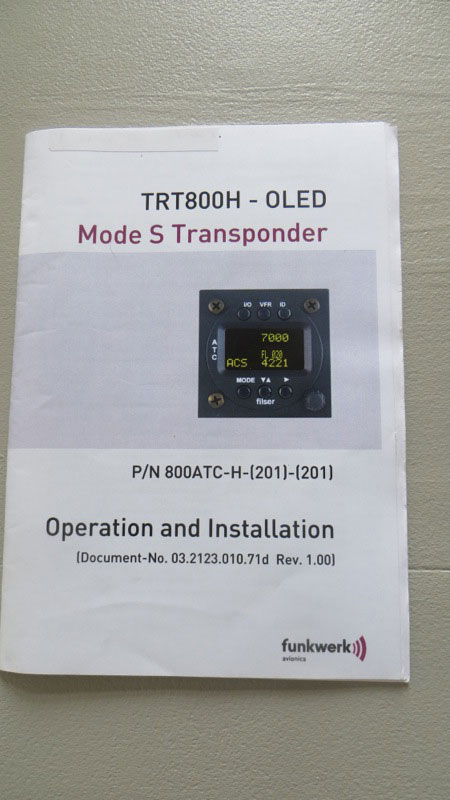 TRT800H - OLED
Mode S Transponder
I/O VFR ID
7000
ATC
FL 020
ACS 4221
MODE ▼▲ ►
filser
P/N 800ATC-H-(201)-(201)
Operation and Installation
(Document-No. 03.2123.010.71d Rev. 1.00)
funkwerk
avionics